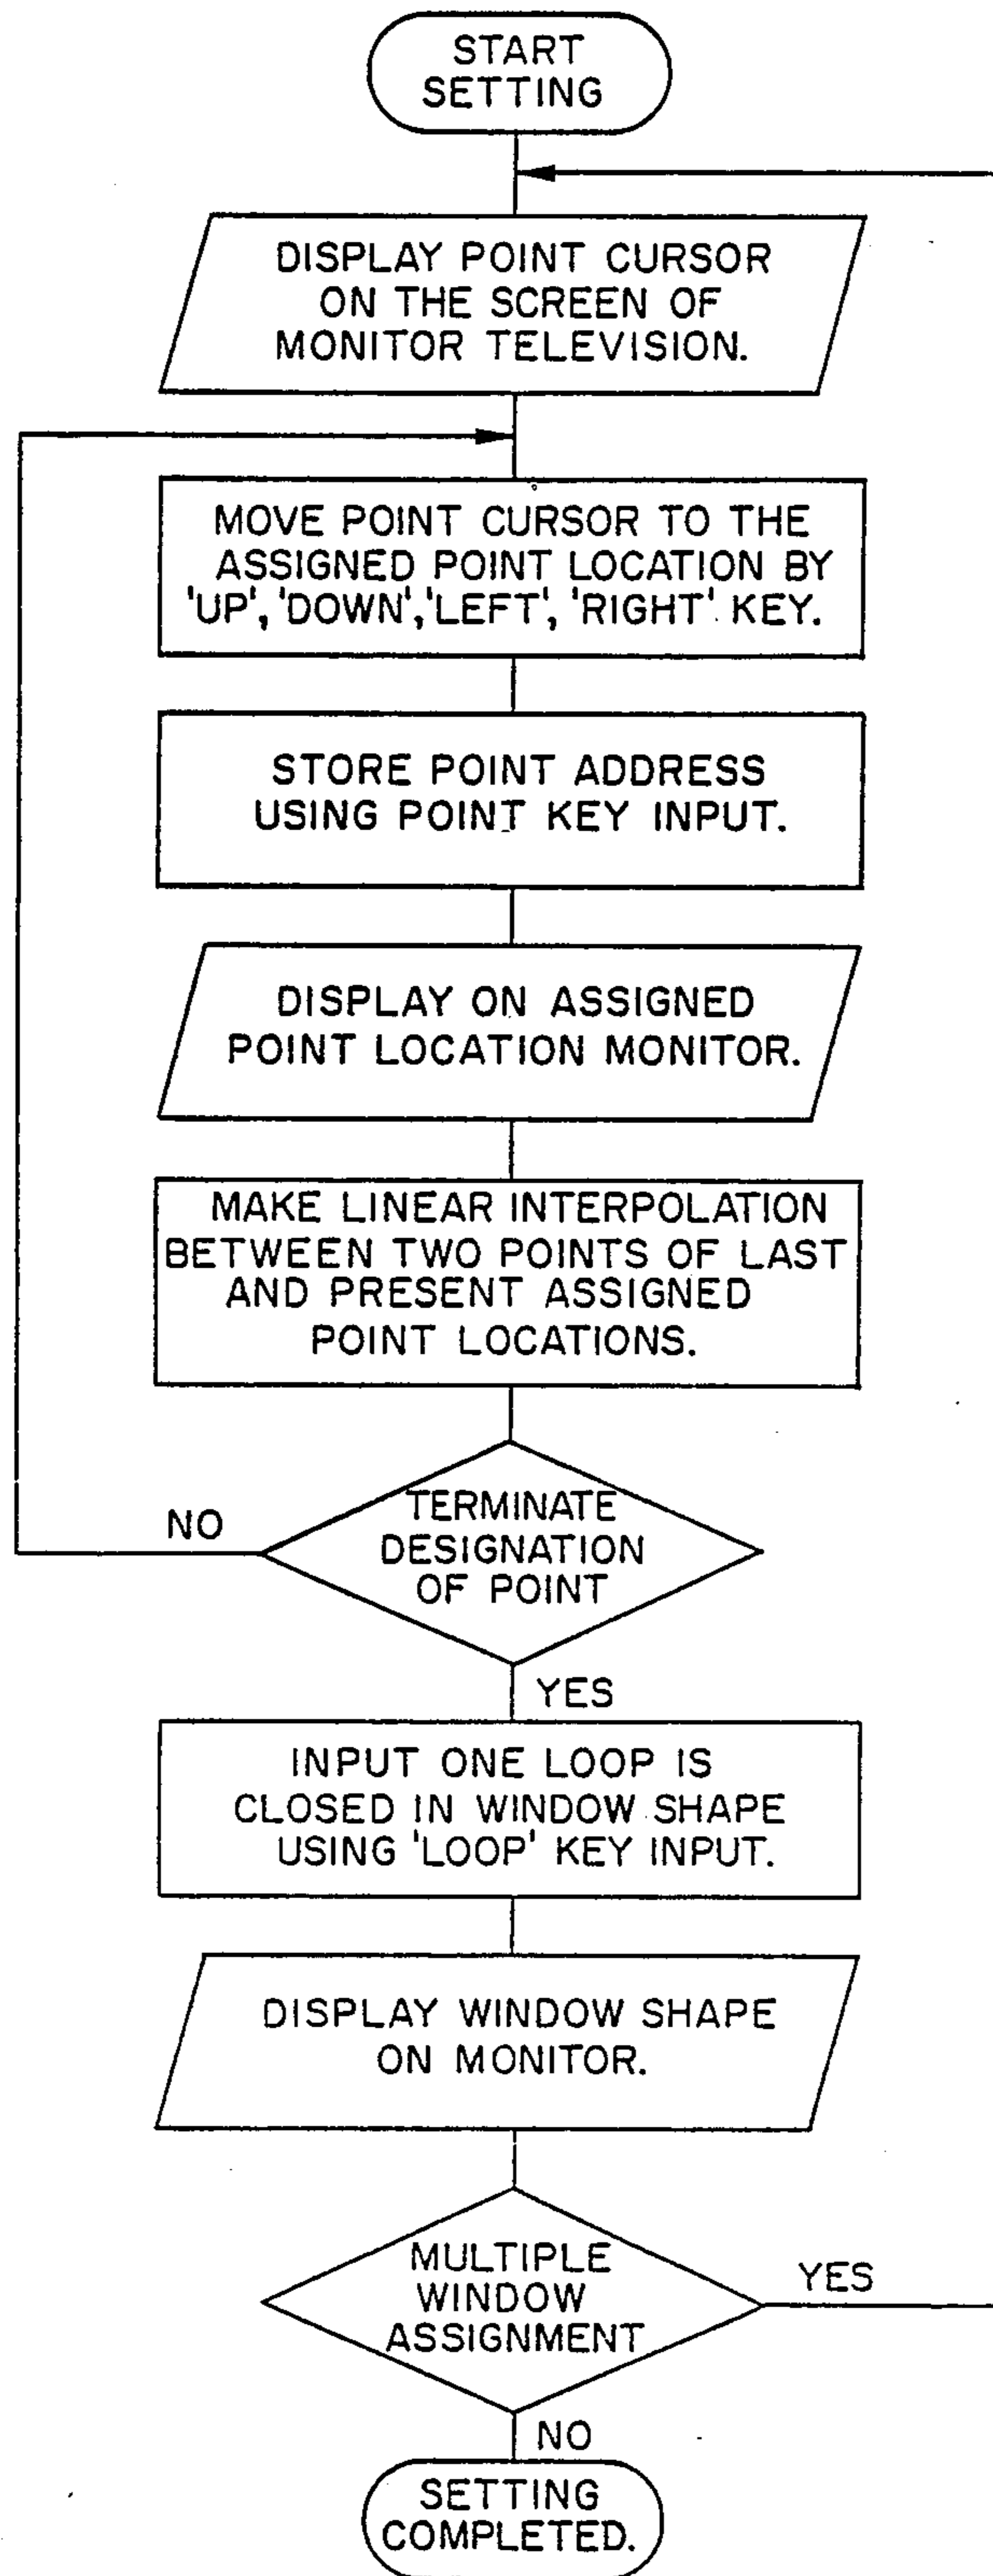 START
SETTING
DISPLAY POINT CURSOR
ON THE SCREEN OF
MONITOR TELEVISION.
MOVE POINT CURSOR TO THE
ASSIGNED POINT LOCATION BY
'UP', 'DOWN', 'LEFT', 'RIGHT' KEY.
STORE POINT ADDRESS
USING POINT KEY INPUT.
DISPLAY ON ASSIGNED
POINT LOCATION MONITOR.
MAKE LINEAR INTERPOLATION
BETWEEN TWO POINTS OF LAST
AND PRESENT ASSIGNED
POINT LOCATIONS.
NO
TERMINATE
DESIGNATION
OF POINT
YES
INPUT ONE LOOP IS
CLOSED IN WINDOW SHAPE
USING 'LOOP' KEY INPUT.
DISPLAY WINDOW SHAPE
ON MONITOR.
MULTIPLE
WINDOW
ASSIGNMENT
YES
NO
SETTING
COMPLETED.